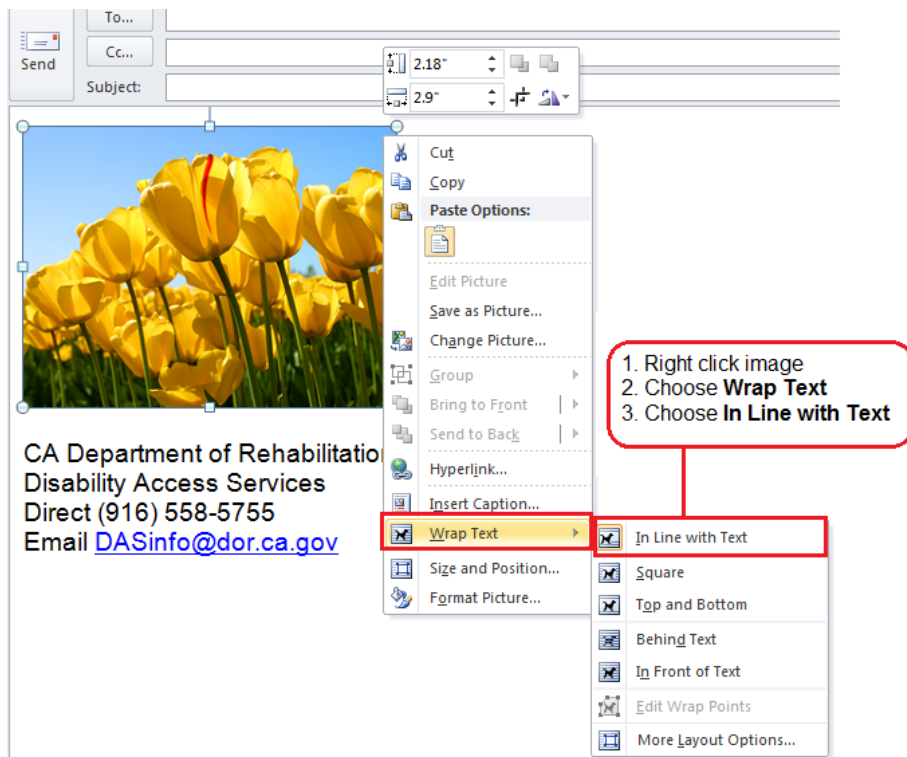 To...
Send
Cc...
Subject:
2.18"
2.9"
Cut
Copy
Paste Options:
Edit Picture
Save as Picture...
Change Picture...
Group
Bring to Front
Send to Back
Hyperlink...
Insert Caption...
Wrap Text
Size and Position...
Format Picture...
1. Right click image
2. Choose Wrap Text
3. Choose In Line with Text
In Line with Text
Square
Top and Bottom
Behind Text
In Front of Text
Edit Wrap Points
More Layout Options...
CA Department of Rehabilitation
Disability Access Services
Direct (916) 558-5755
Email DASinfo@dor.ca.gov